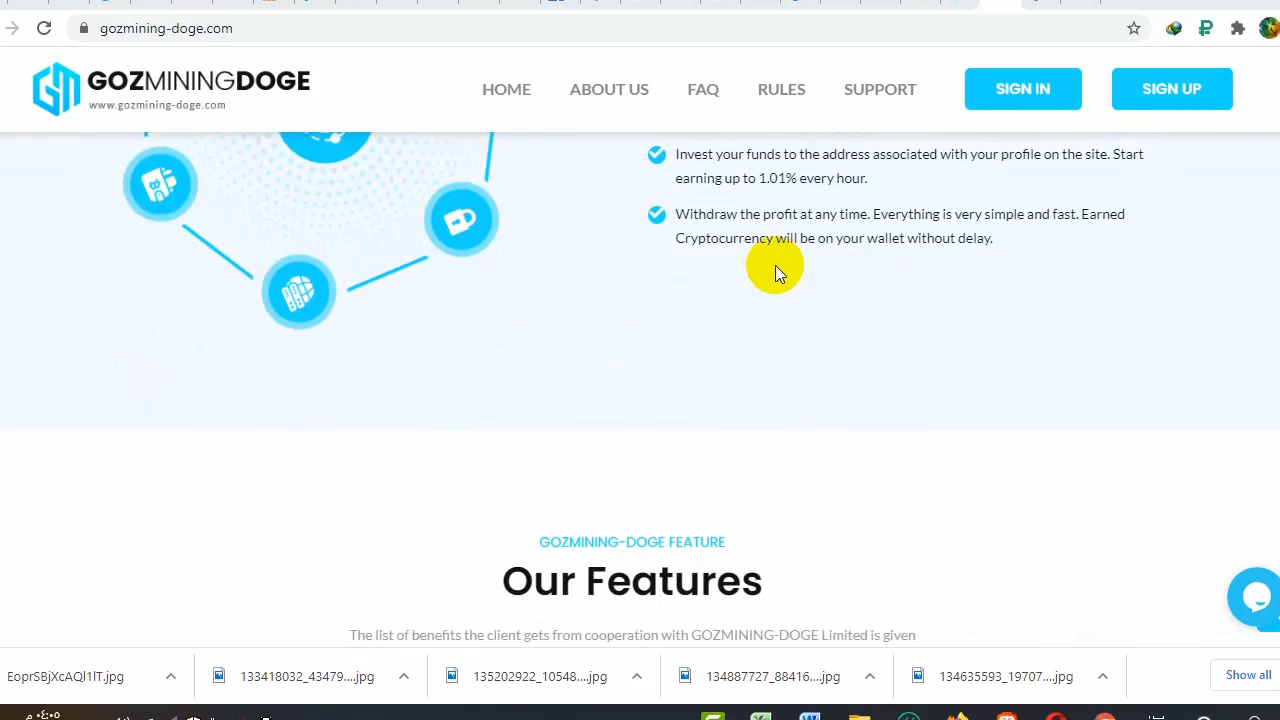 gozmining-doge.com
GOZMININGDOGE
www.gozmining-doge.com
HOME
ABOUT US
FAQ
RULES
SUPPORT
SIGN IN
SIGN UP
Invest your funds to the address associated with your profile on the site. Start
earning up to 1.01% every hour.
Withdraw the profit at any time. Everything is very simple and fast. Earned
Cryptocurrency will be on your wallet without delay.
GOZMINING-DOGE FEATURE
Our Features
The list of benefits the client gets from cooperation with GOZMINING-DOGE Limited is given
133418032_43479....jpg
135202922_10548....jpg
134887727_88416....jpg
134635593_19707....jpg
Show all